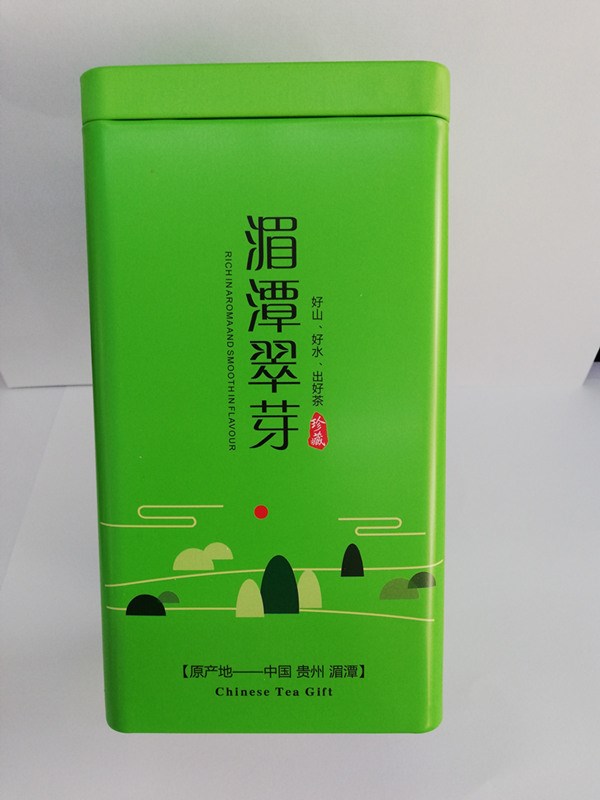 湄潭翠芽
RICH IN AROMA AND SMOOTH IN FLAVOUR
好山、好水、出好茶
珍藏
【原产地——中国 贵州 湄潭】
Chinese Tea Gift